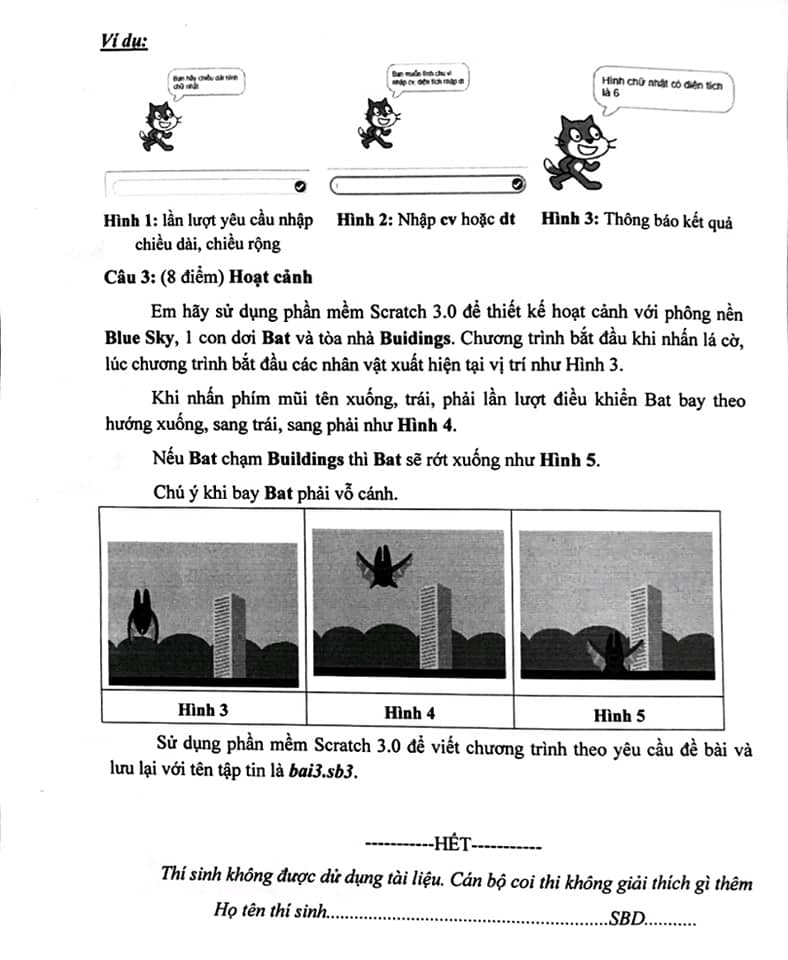 Ví dụ:
Bạn hãy chiều dài hình
chữ nhật
Bạn muốn tính chu vi
nhập cv, diện tích nhập dt
Hình chữ nhật có diện tích
là 6
Hình 1: lần lượt yêu cầu nhập
chiều dài, chiều rộng
Hình 2: Nhập cv hoặc dt
Hình 3: Thông báo kết quả
Câu 3: (8 điểm) Hoạt cảnh
Em hãy sử dụng phần mềm Scratch 3.0 để thiết kế hoạt cảnh với phông nền
Blue Sky, 1 con dơi Bat và tòa nhà Buidings. Chương trình bắt đầu khi nhấn lá cờ,
lúc chương trình bắt đầu các nhân vật xuất hiện tại vị trí như Hình 3.
Khi nhấn phím mũi tên xuống, trái, phải lần lượt điều khiển Bat bay theo
hướng xuống, sang trái, sang phải như Hình 4.
Nếu Bat chạm Buildings thì Bat sẽ rớt xuống như Hình 5.
Chú ý khi bay Bat phải vỗ cánh.
Hình 3
Hình 4
Hình 5
Sử dụng phần mềm Scratch 3.0 để viết chương trình theo yêu cầu đề bài và
lưu lại với tên tập tin là bai3.sb3.
-----------HẾT-----------
Thí sinh không được dử dụng tài liệu. Cán bộ coi thi không giải thích gì thêm
Họ tên thí sinh............................................................SBD...........